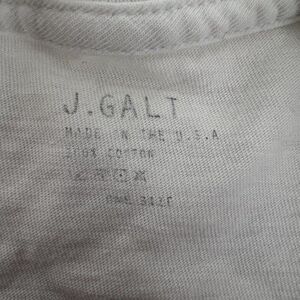 J.GALT
MADE IN THE U.S.A
100% COTTON
ONE SIZE